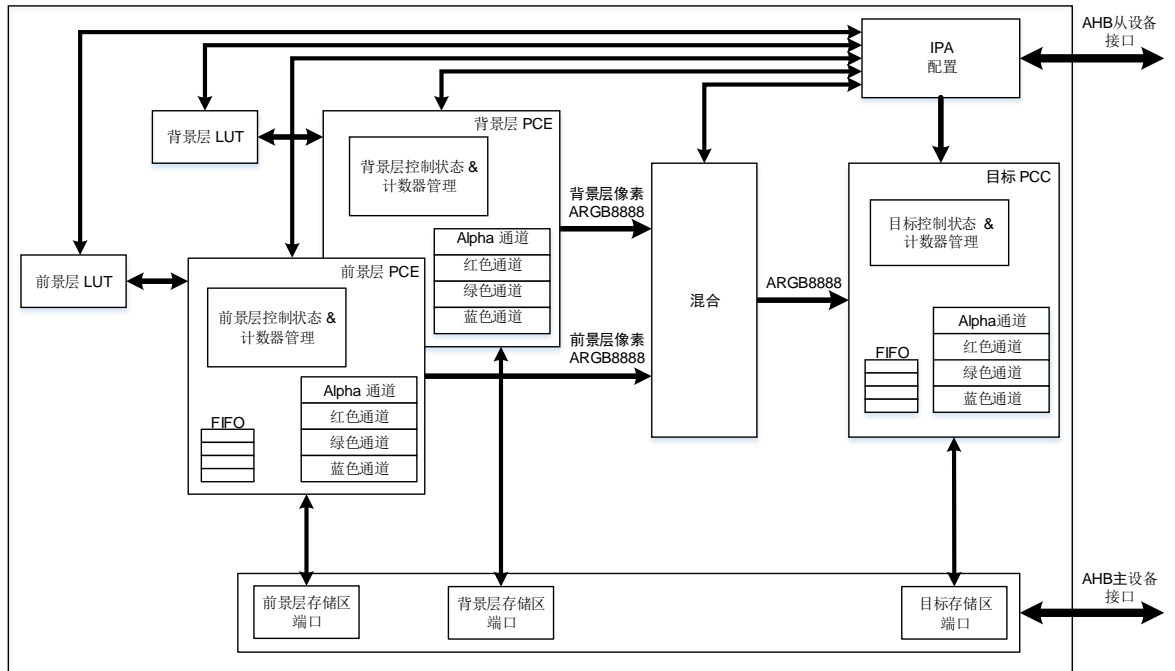 AHB从设备
接口
IPA
配置
背景层 LUT
背景层 PCE
背景层控制状态 &
计数器管理
Alpha 通道
红色通道
绿色通道
蓝色通道
背景层像素
ARGB8888
前景层 LUT
前景层 PCE
前景层控制状态 &
计数器管理
FIFO
Alpha 通道
红色通道
绿色通道
蓝色通道
前景层像素
ARGB8888
混合
ARGB8888
目标 PCC
目标控制状态 &
计数器管理
FIFO
Alpha通道
红色通道
绿色通道
蓝色通道
前景层存储区
端口
背景层存储区
端口
目标存储区
端口
AHB主设备
接口